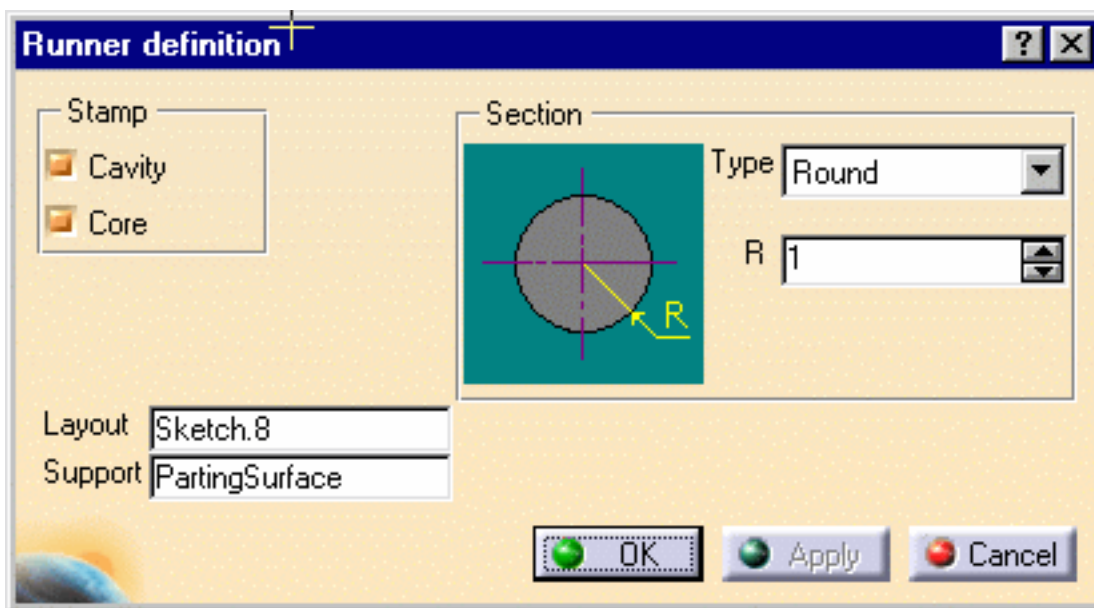 Runner definition
Stamp
Cavity
Core
Section
Type Round
R 1
R
Layout Sketch.8
Support PartingSurface
OK Apply Cancel